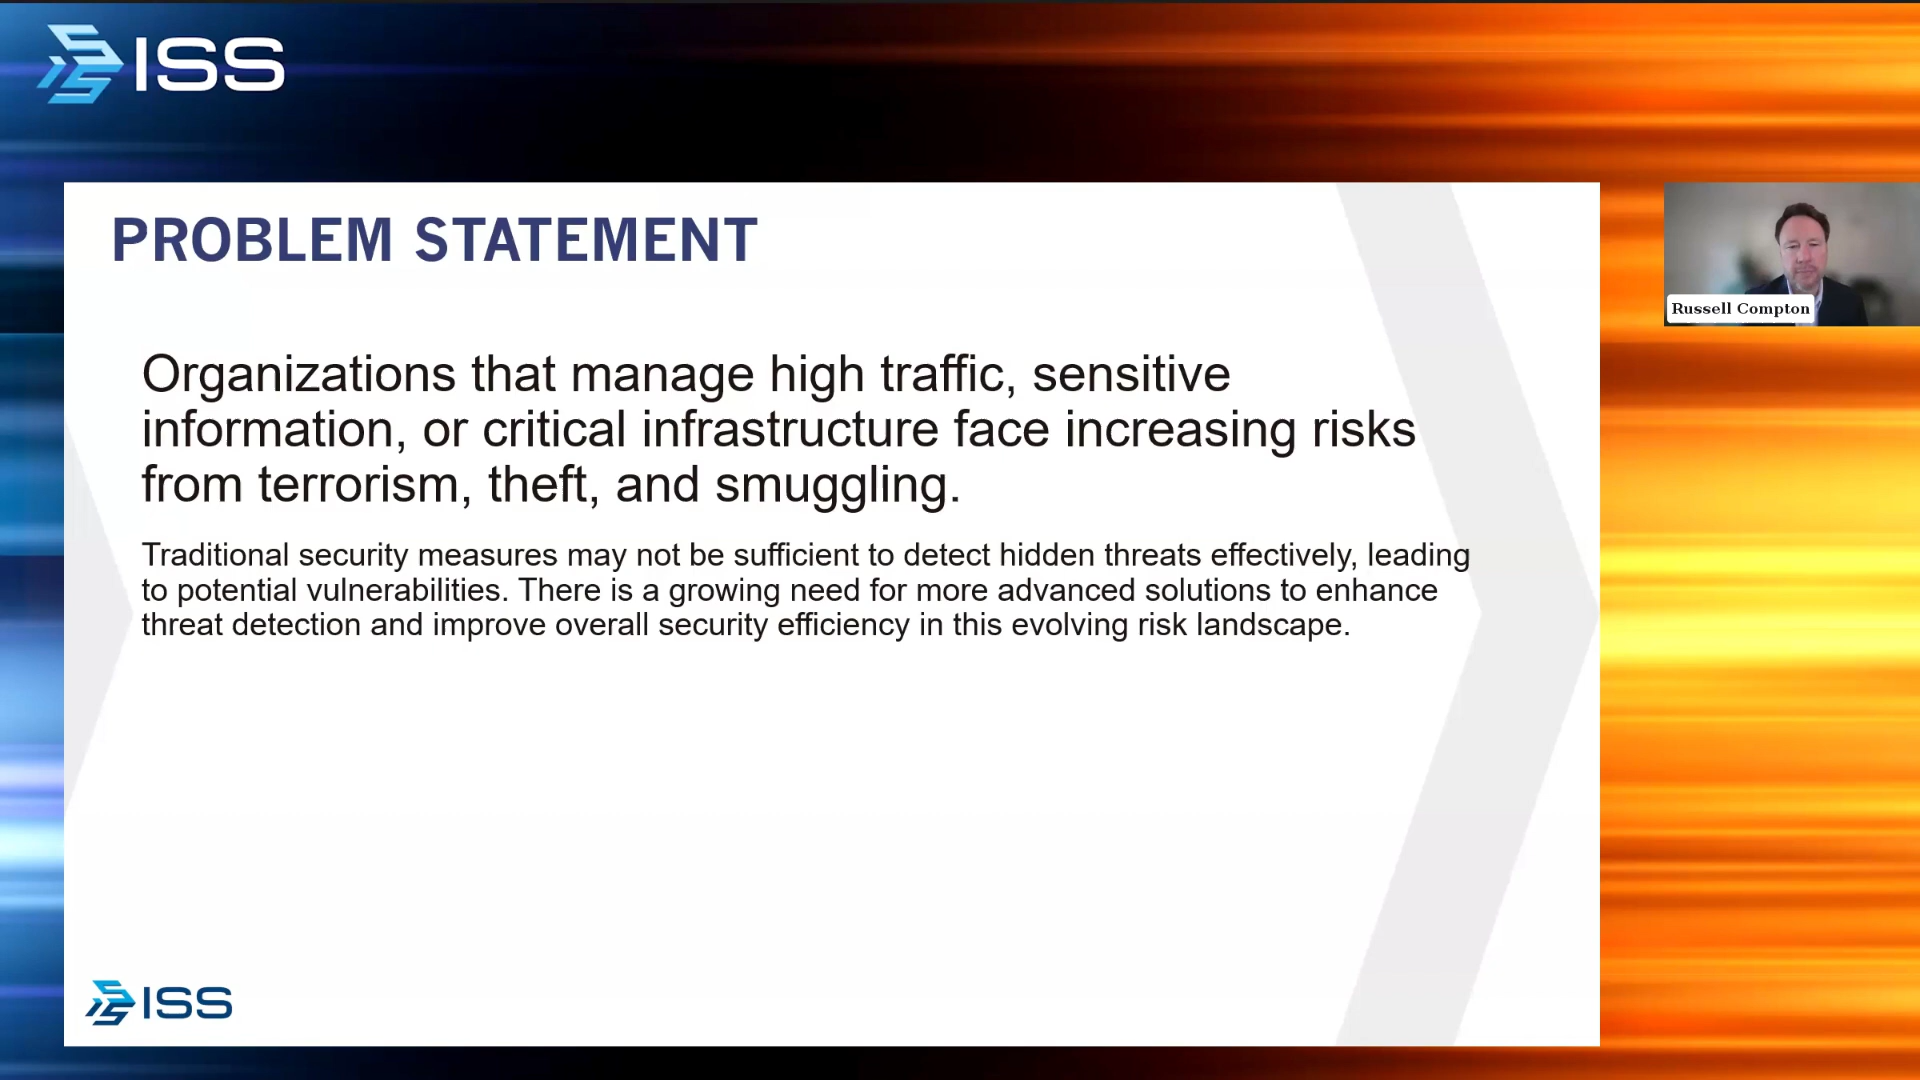 ISS
PROBLEM STATEMENT
Organizations that manage high traffic, sensitive
information, or critical infrastructure face increasing risks
from terrorism, theft, and smuggling.
Traditional security measures may not be sufficient to detect hidden threats effectively, leading
to potential vulnerabilities. There is a growing need for more advanced solutions to enhance
threat detection and improve overall security efficiency in this evolving risk landscape.
Russell Compton
ISS